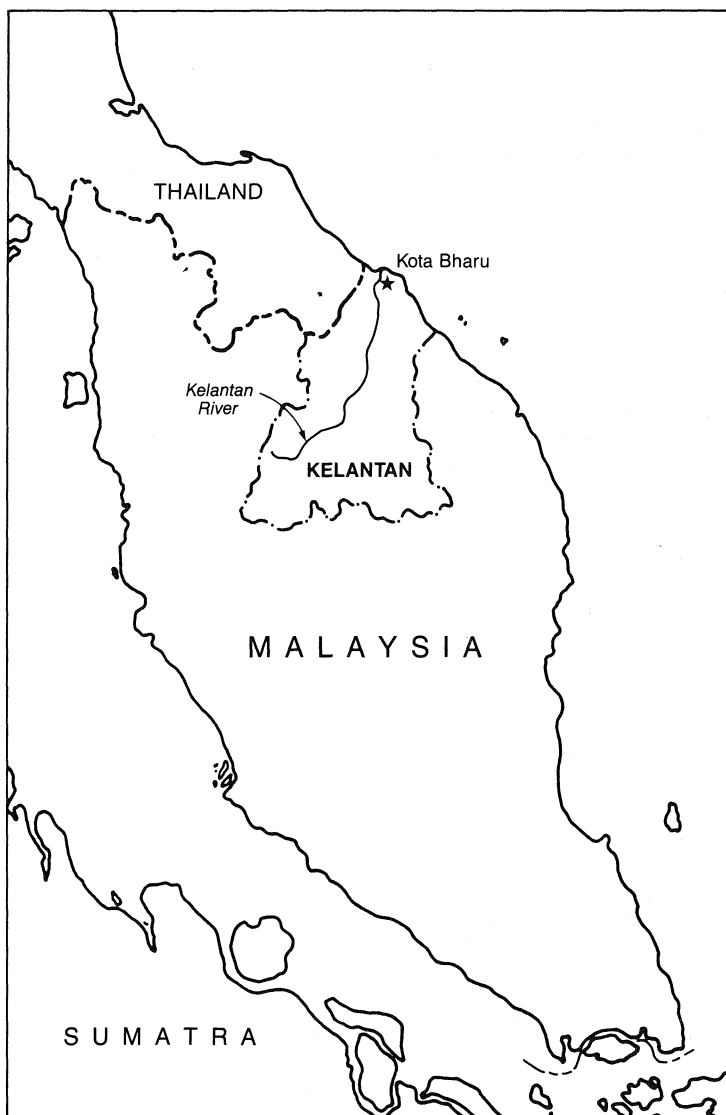 THAILAND
Kota Bharu
Kelantan
River
KELANTAN
MALAYSIA
SUMATRA